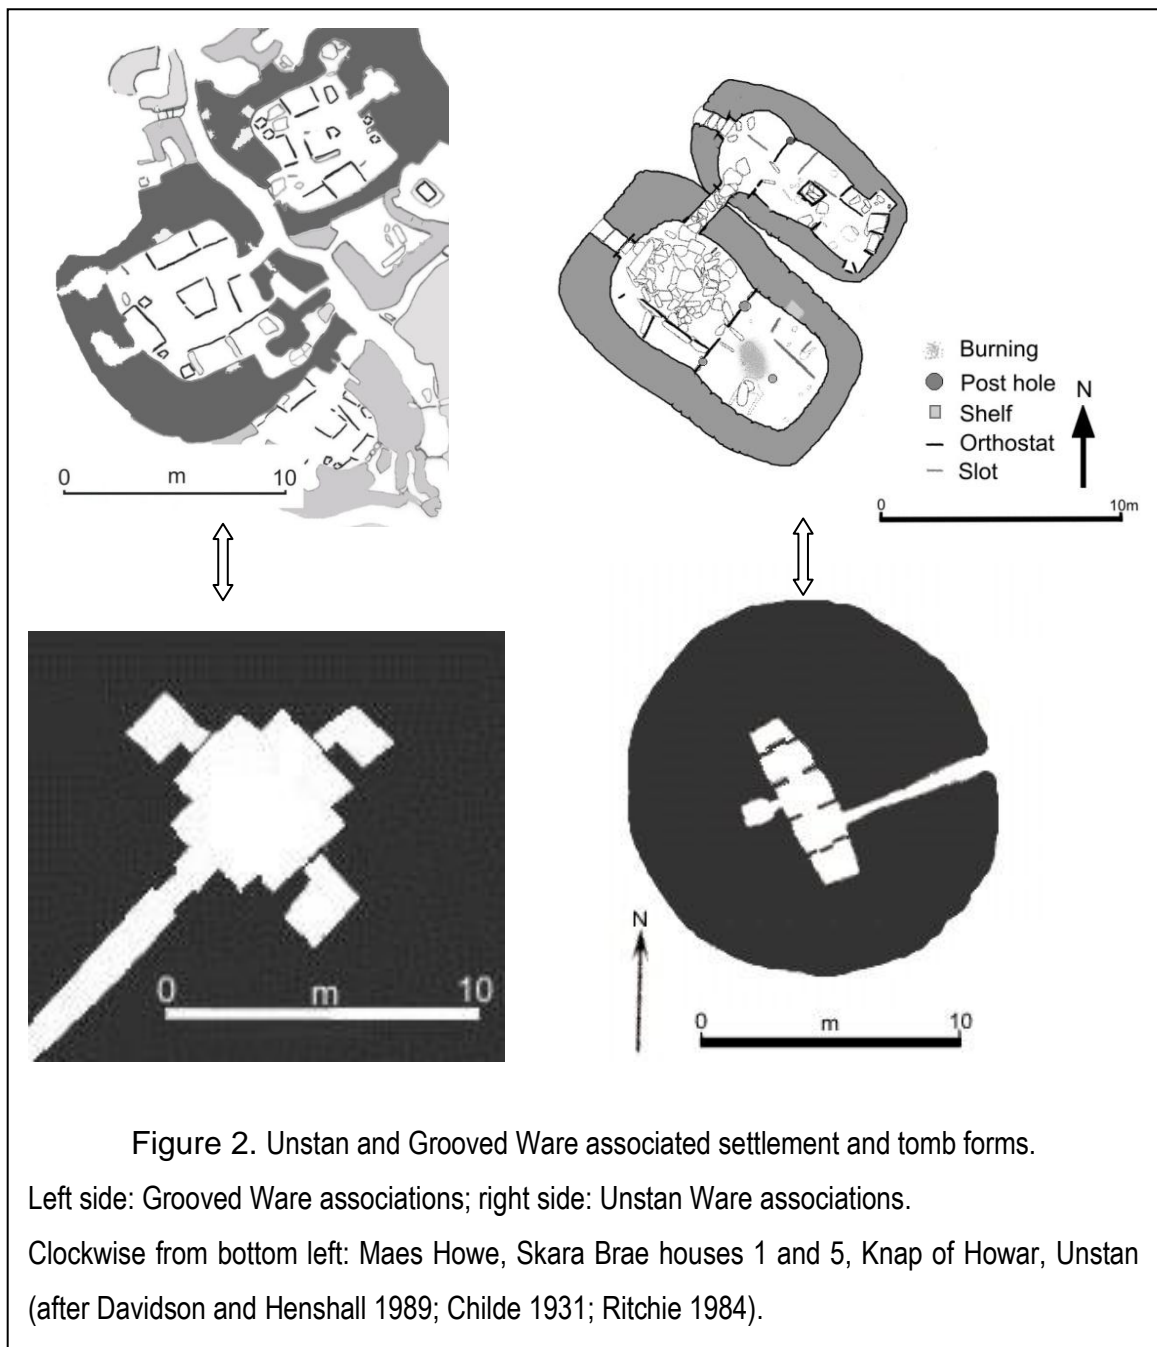 0 m 10
Burning
Post hole
Shelf
Orthostat
Slot
N
0 10m
0 m 10
N
0 m 10
Figure 2. Unstan and Grooved Ware associated settlement and tomb forms.
Left side: Grooved Ware associations; right side: Unstan Ware associations.
Clockwise from bottom left: Maes Howe, Skara Brae houses 1 and 5, Knap of Howar, Unstan
(after Davidson and Henshall 1989; Childe 1931; Ritchie 1984).